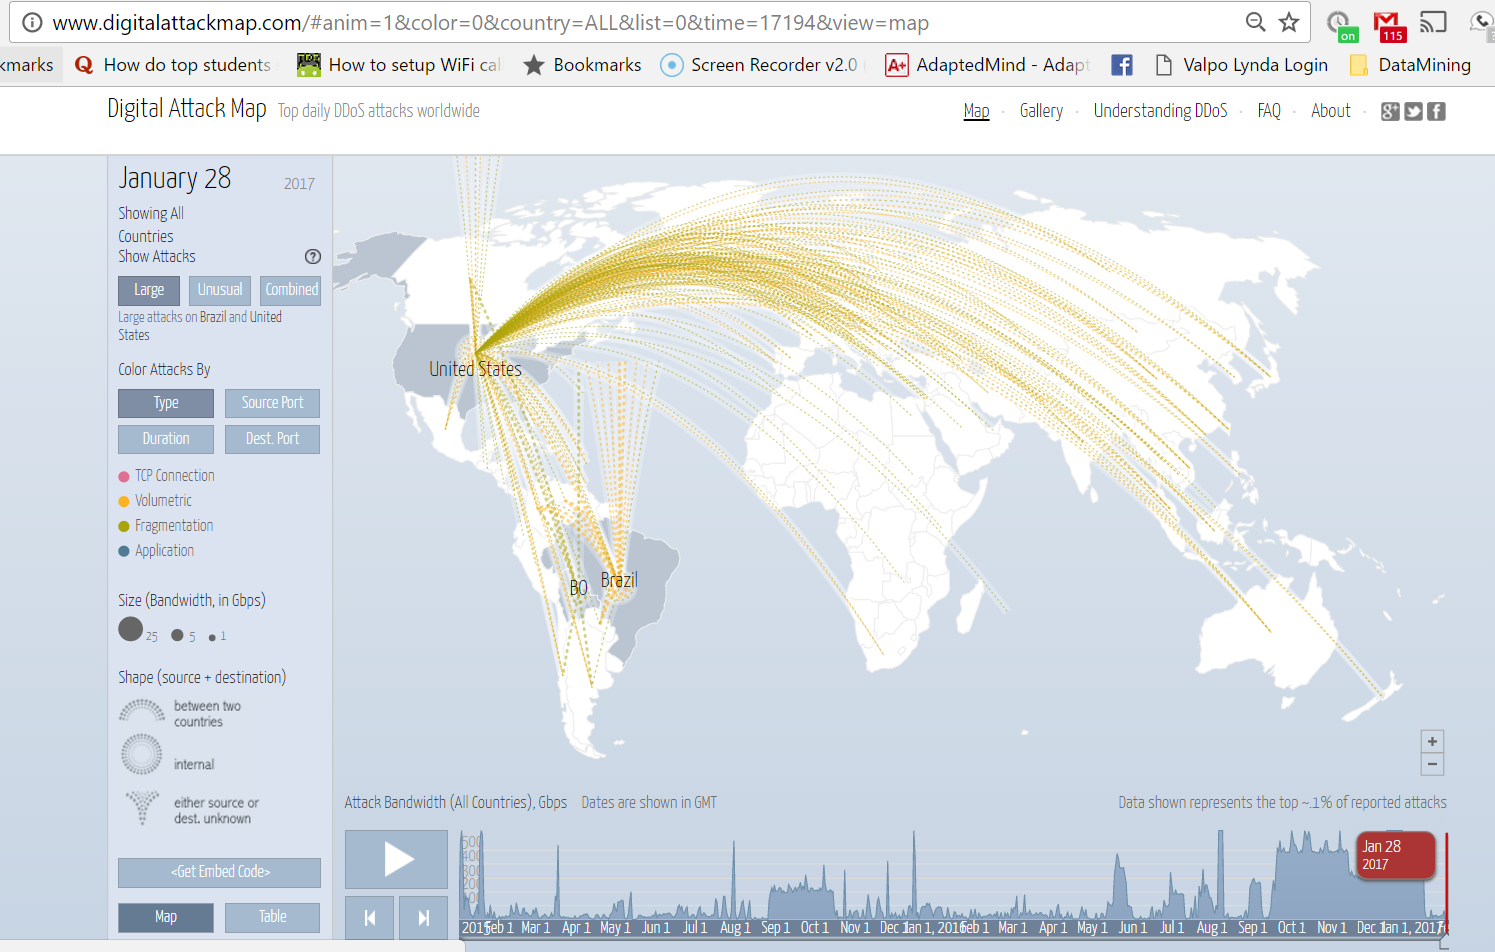 www.digitalattackmap.com/#anim=1&color=0&country=ALL&list=0&time=17194&view=map
on
115
kmarks
How do top students
How to setup WiFi cal
Bookmarks
Screen Recorder v2.0
A+ AdaptedMind - Adapt
Valpo Lynda Login
DataMining
Digital Attack Map Top daily DDoS attacks worldwide
Map · Gallery · Understanding DDoS · FAQ · About ·
January 28 2017
Showing All
Countries
Show Attacks ?
Large Unusual Combined
Large attacks on Brazil and United
States
Color Attacks By
Type Source Port
Duration Dest. Port
TCP Connection
Volumetric
Fragmentation
Application
Size (Bandwidth, in Gbps)
25 5 1
Shape (source + destination)
between two
countries
internal
either source or
dest. unknown
<Get Embed Code>
Map Table
United States
BO Brazil
+
−
Attack Bandwidth (All Countries), Gbps Dates are shown in GMT
Data shown represents the top ~.1% of reported attacks
500
400
300
200
Jan 28
2017
2015 Feb 1 Mar 1 Apr 1 May 1 Jun 1 Jul 1 Aug 1 Sep 1 Oct 1 Nov 1 Dec 1 Jan 1, 2016 Feb 1 Mar 1 Apr 1 May 1 Jun 1 Jul 1 Aug 1 Sep 1 Oct 1 Nov 1 Dec 1 Jan 1, 2017